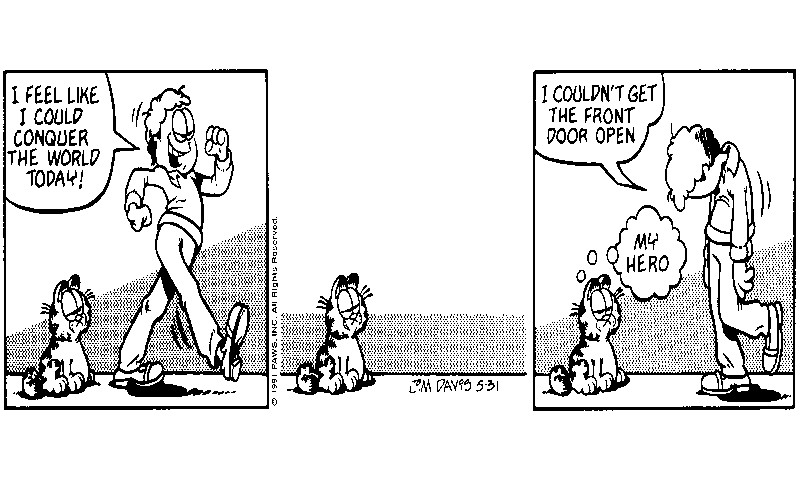 I FEEL LIKE
I COULD
CONQUER
THE WORLD
TODAY!
© 1991 PAWS, INC. All Rights Reserved.
JIM DAVIS 5·31
I COULDN'T GET
THE FRONT
DOOR OPEN
MY
HERO